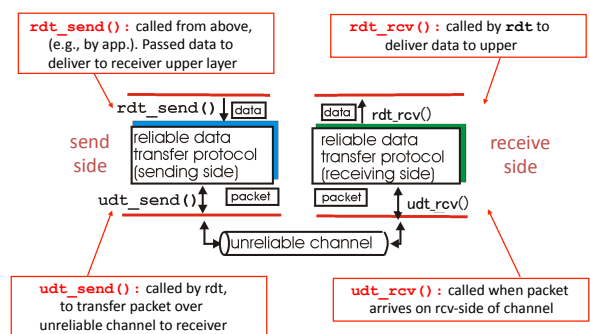 rdt_send(): called from above,
(e.g., by app.). Passed data to
deliver to receiver upper layer
rdt_rcv(): called by rdt to
deliver data to upper
rdt_send()
data
data
rdt_rcv()
send
side
reliable data
transfer protocol
(sending side)
reliable data
transfer protocol
(receiving side)
receive
side
udt_send()
packet
packet
udt_rcv()
unreliable channel
udt_send(): called by rdt,
to transfer packet over
unreliable channel to receiver
udt_rcv(): called when packet
arrives on rcv-side of channel